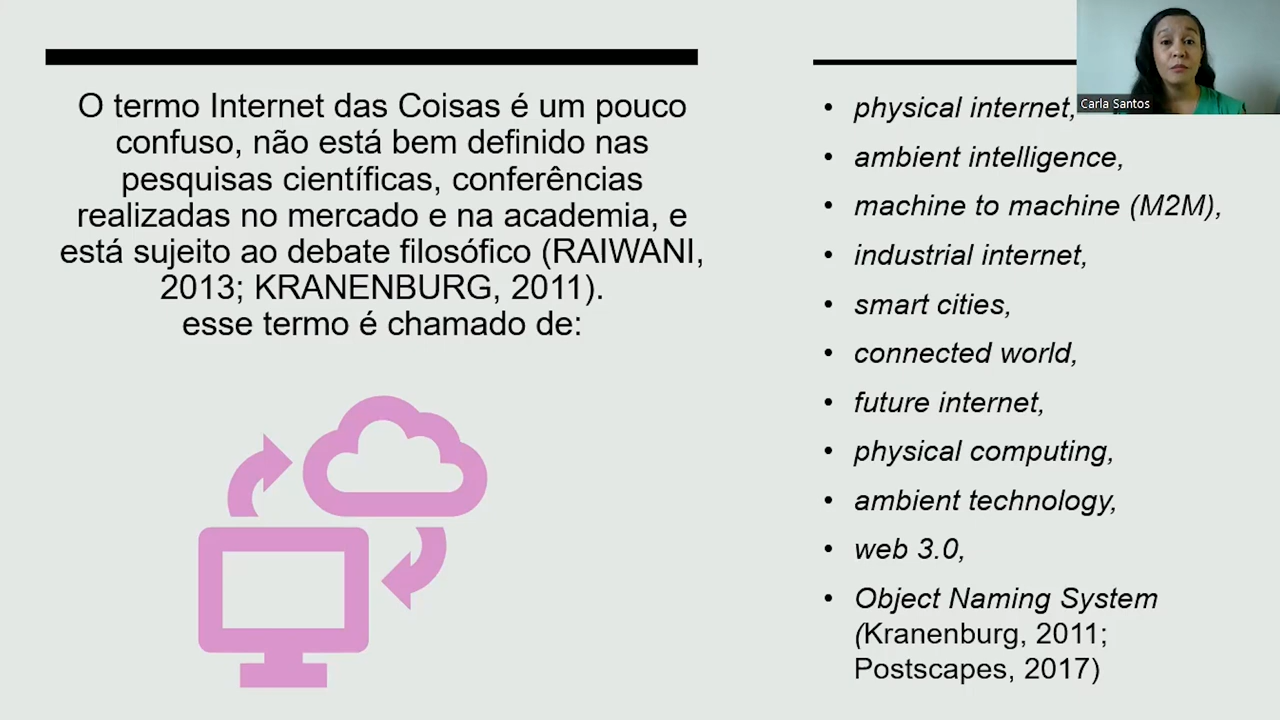 O termo Internet das Coisas é um pouco
confuso, não está bem definido nas
pesquisas científicas, conferências
realizadas no mercado e na academia, e
está sujeito ao debate filosófico (RAIWANI,
2013; KRANENBURG, 2011).
esse termo é chamado de:
• physical internet,
• ambient intelligence,
• machine to machine (M2M),
• industrial internet,
• smart cities,
• connected world,
• future internet,
• physical computing,
• ambient technology,
• web 3.0,
• Object Naming System
(Kranenburg, 2011;
Postscapes, 2017)
Carla Santos